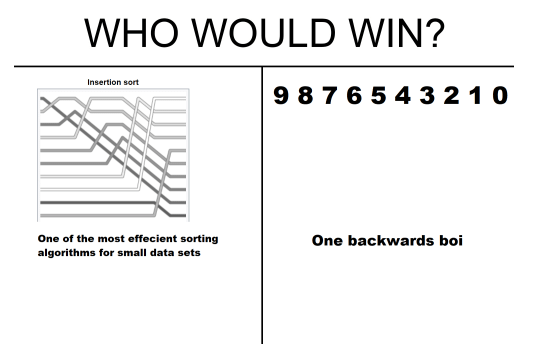 WHO WOULD WIN?
Insertion sort
One of the most effecient sorting
algorithms for small data sets
9 8 7 6 5 4 3 2 1 0
One backwards boi